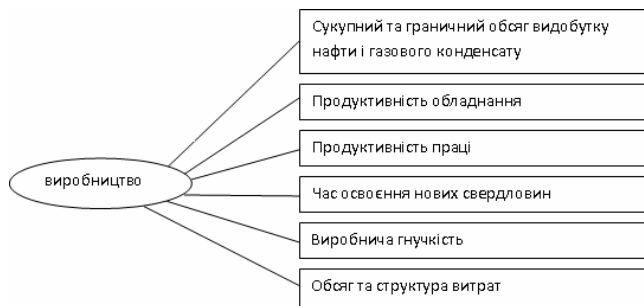 Сукупний та граничний обсяг видобутку
нафти і газового конденсату
Продуктивність обладнання
Продуктивність праці
виробництво
Час освоєння нових свердловин
Виробнича гнучкість
Обсяг та структура витрат